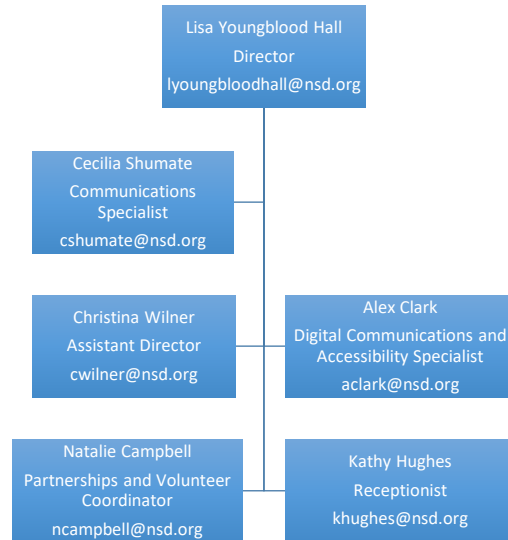 Lisa Youngblood Hall
Director
lyoungbloodhall@nsd.org
Cecilia Shumate
Communications
Specialist
cshumate@nsd.org
Christina Wilner
Assistant Director
cwilner@nsd.org
Alex Clark
Digital Communications and
Accessibility Specialist
aclark@nsd.org
Natalie Campbell
Partnerships and Volunteer
Coordinator
ncampbell@nsd.org
Kathy Hughes
Receptionist
khughes@nsd.org